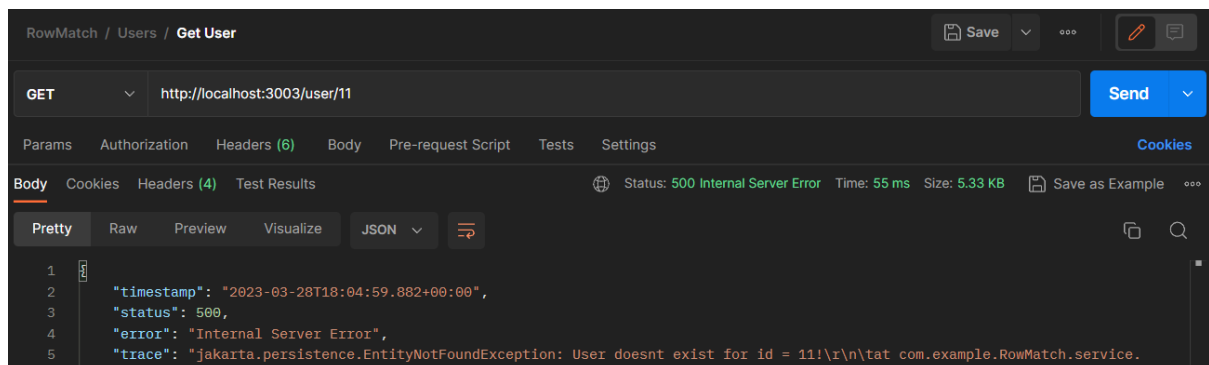 RowMatch / Users / Get User Save
GET http://localhost:3003/user/11 Send
Params Authorization Headers (6) Body Pre-request Script Tests Settings Cookies
Body Cookies Headers (4) Test Results Status: 500 Internal Server Error Time: 55 ms Size: 5.33 KB Save as Example
Pretty Raw Preview Visualize JSON
1 {
2 "timestamp": "2023-03-28T18:04:59.882+00:00",
3 "status": 500,
4 "error": "Internal Server Error",
5 "trace": "jakarta.persistence.EntityNotFoundException: User doesnt exist for id = 11!\r\n\tat com.example.RowMatch.service.